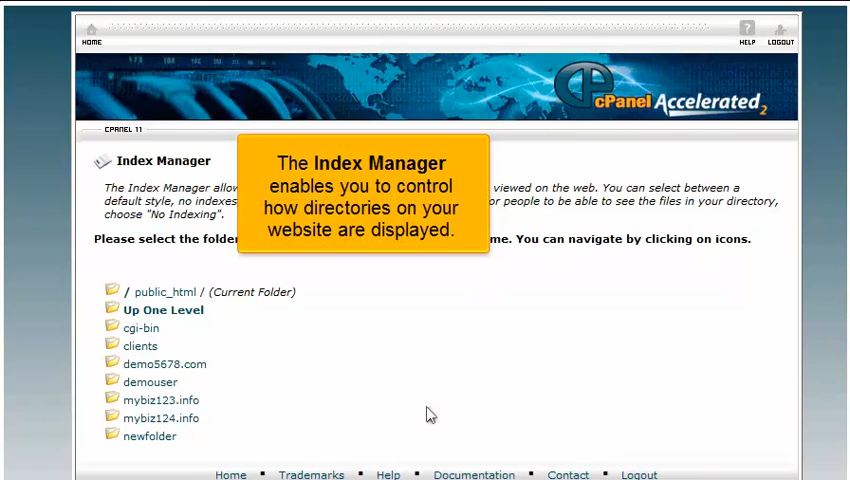 HOME
HELP LOGOUT
cPanel Accelerated2
CPANEL 11
Index Manager
The Index Manager
enables you to control
how directories on your
website are displayed.
The Index Manager allow viewed on the web. You can select between a
default style, no indexes or people to be able to see the files in your directory,
choose "No Indexing".
Please select the folder me. You can navigate by clicking on icons.
/ public_html / (Current Folder)
Up One Level
cgi-bin
clients
demo5678.com
demouser
mybiz123.info
mybiz124.info
newfolder
Home ▪ Trademarks ▪ Help ▪ Documentation ▪ Contact ▪ Logout